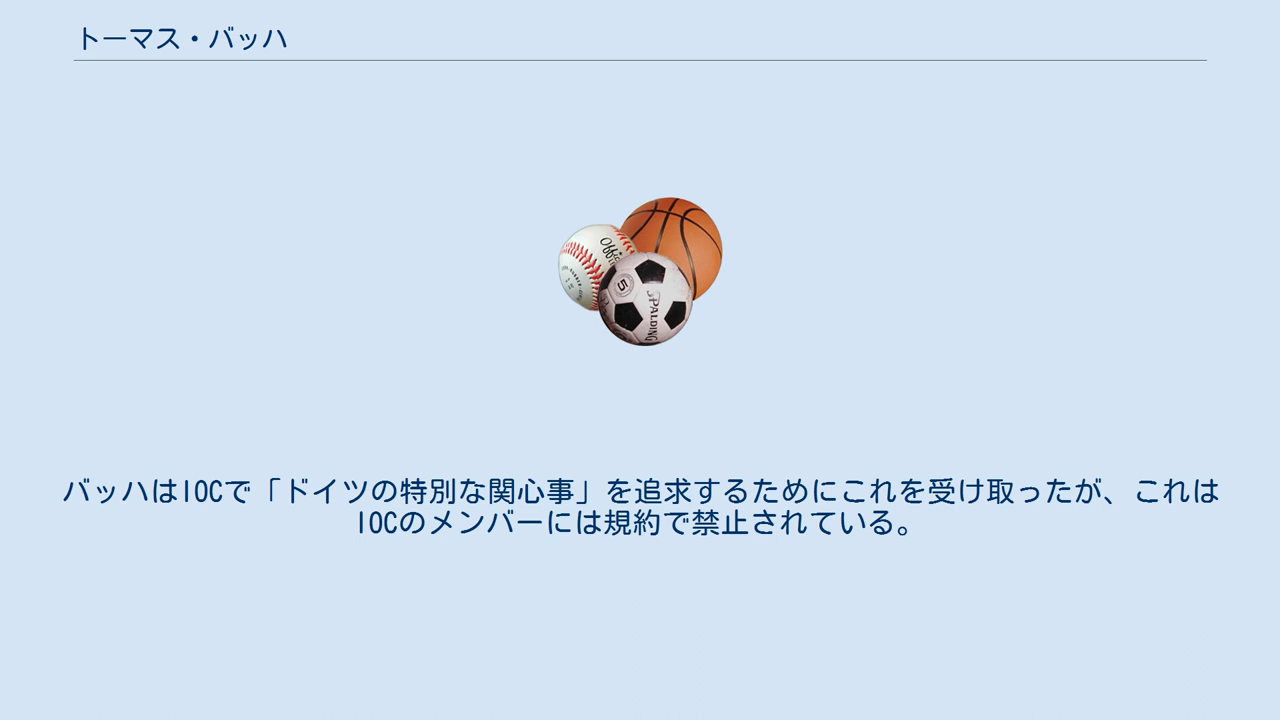 トーマス・バッハ
Offic
5
SPALDING
バッハはIOCで「ドイツの特別な関心事」を追求するためにこれを受け取ったが、これは
IOCのメンバーには規約で禁止されている。